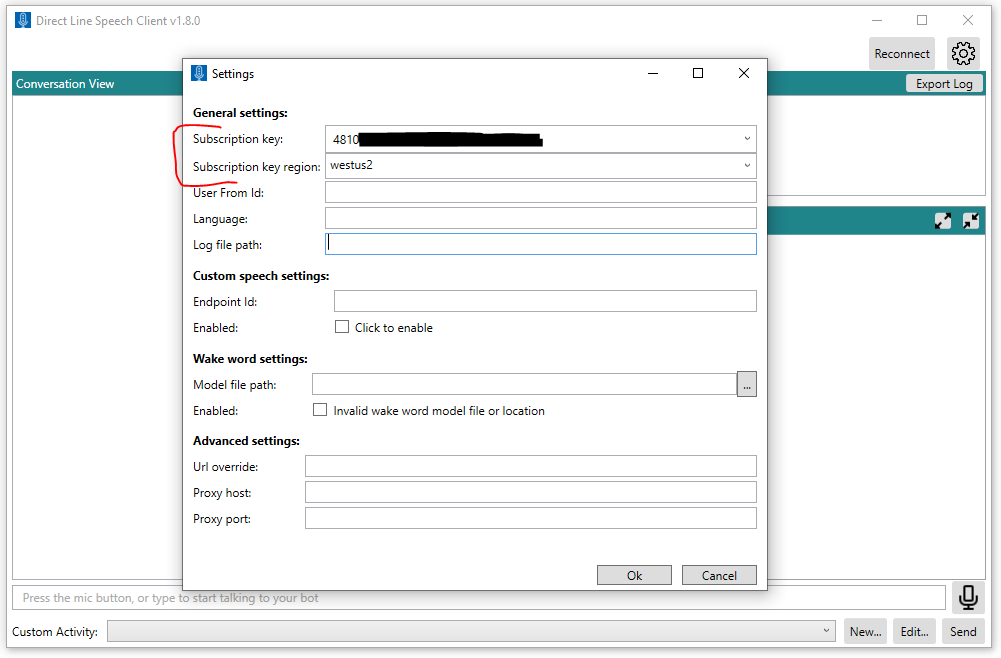 Direct Line Speech Client v1.8.0
Reconnect
Conversation View
Export Log
Settings
General settings:
Subscription key: 4810
Subscription key region: westus2
User From Id:
Language:
Log file path:
Custom speech settings:
Endpoint Id:
Enabled: Click to enable
Wake word settings:
Model file path: ...
Enabled: Invalid wake word model file or location
Advanced settings:
Url override:
Proxy host:
Proxy port:
Ok Cancel
Press the mic button, or type to start talking to your bot
Custom Activity: New... Edit... Send